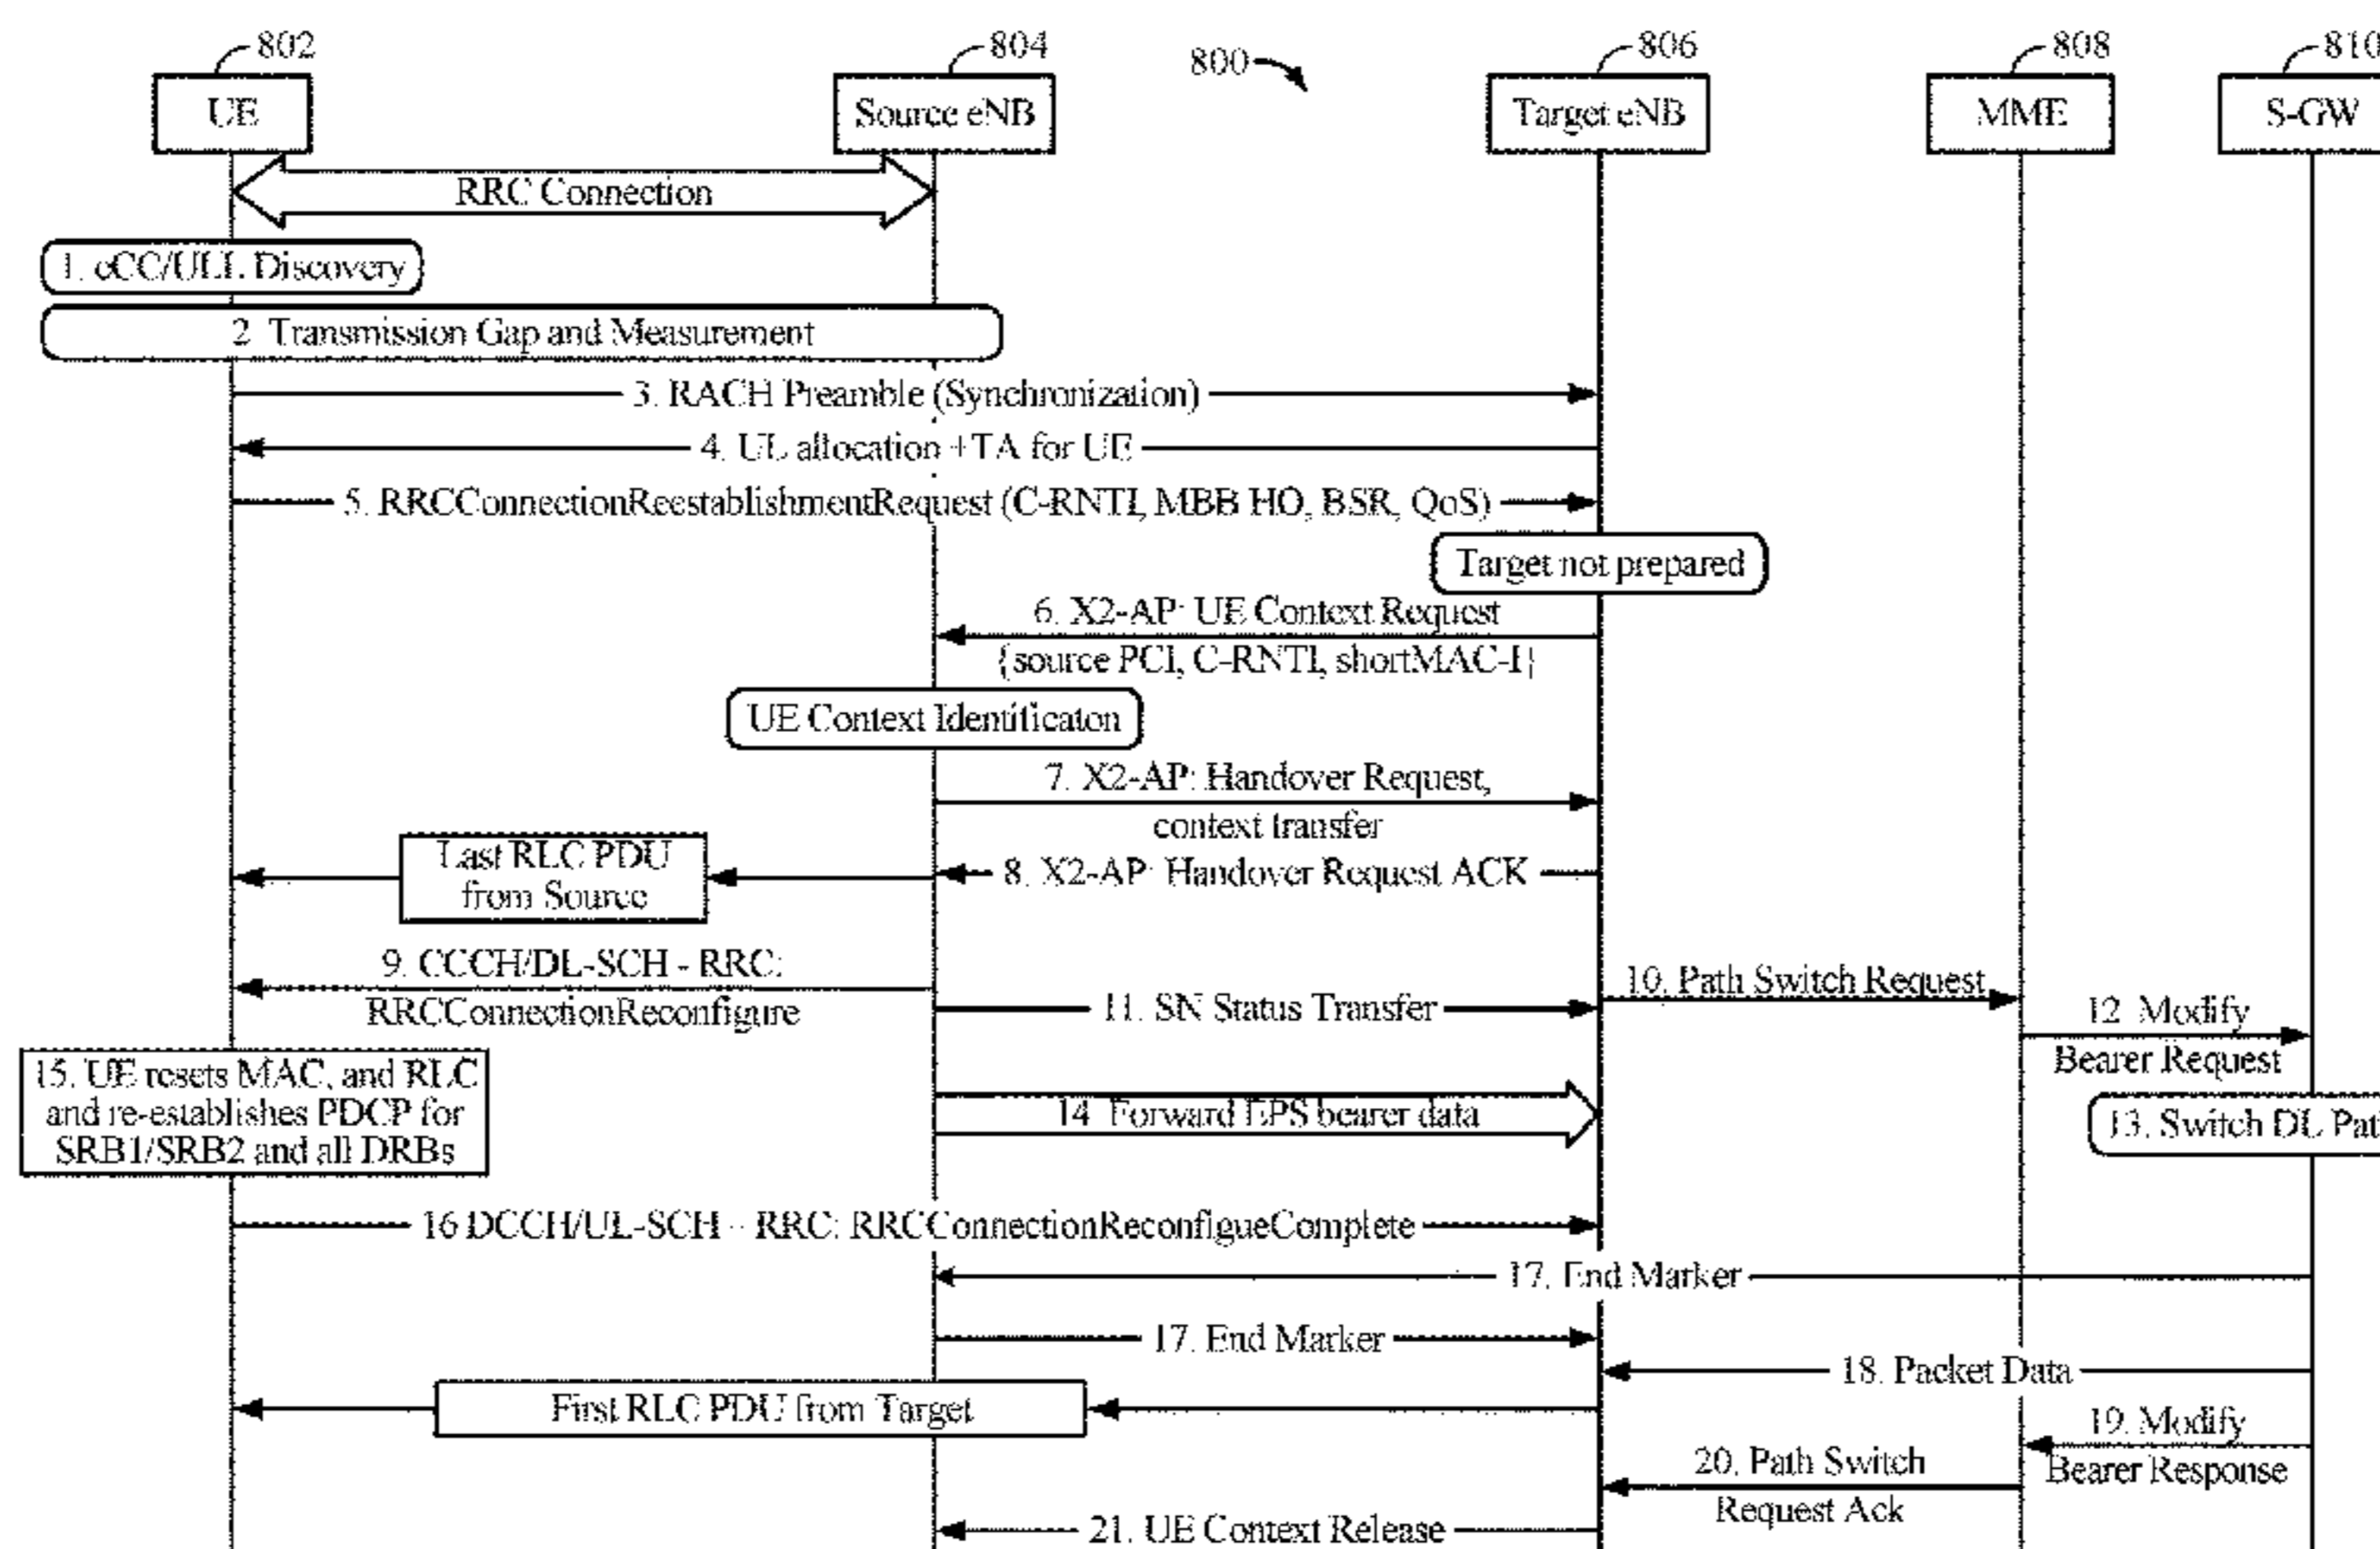 802
804
800
806
808
810
UE
Source eNB
Target eNB
MME
S-GW
RRC Connection
1. eCC/ULL Discovery
2 Transmission Gap and Measurement
3. RACH Preamble (Synchronization)
4. UL allocation +TA for UE
5. RRCConnectionReestablishmentRequest (C-RNTI, MBB HO, BSR, QoS)
Target not prepared
6. X2-AP: UE Context Request
{source PCI, C-RNTI, shortMAC-I}
UE Context Identificaton
7. X2-AP: Handover Request,
context transfer
Last RLC PDU
from Source
8. X2-AP: Handover Request ACK
9. CCCH/DL-SCH - RRC:
RRCConnectionReconfigure
10. Path Switch Request
11. SN Status Transfer
12 Modify
Bearer Request
15. UE resets MAC, and RLC
and re-establishes PDCP for
SRB1/SRB2 and all DRBs
14 Forward EPS bearer data
13. Switch DL Pat
16 DCCH/UL-SCH - RRC: RRCConnectionReconfigueComplete
17. End Marker
17. End Marker
18. Packet Data
First RLC PDU from Target
19. Modify
Bearer Response
20. Path Switch
Request Ack
21. UE Context Release